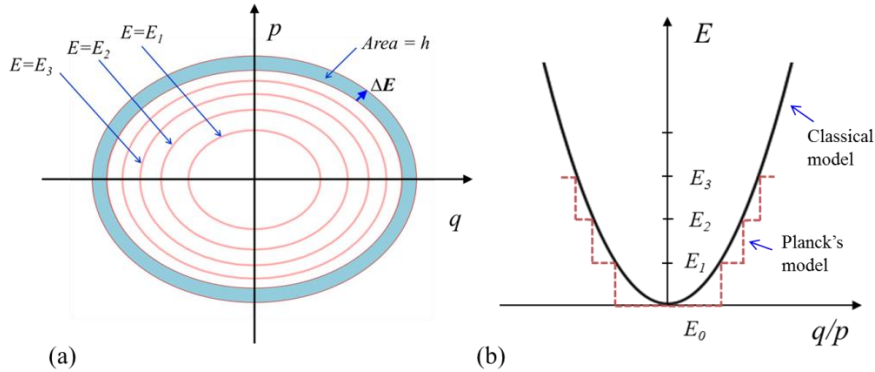 p
Area = h
E=E1
E=E2
E=E3
ΔE
q
(a)
E
Classical
model
E3
E2
E1
Planck's
model
E0
q/p
(b)